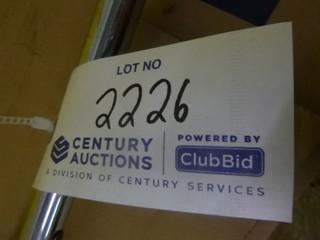 LOT NO
2226
CENTURY AUCTIONS
POWERED BY
ClubBid
A DIVISION OF CENTURY SERVICES